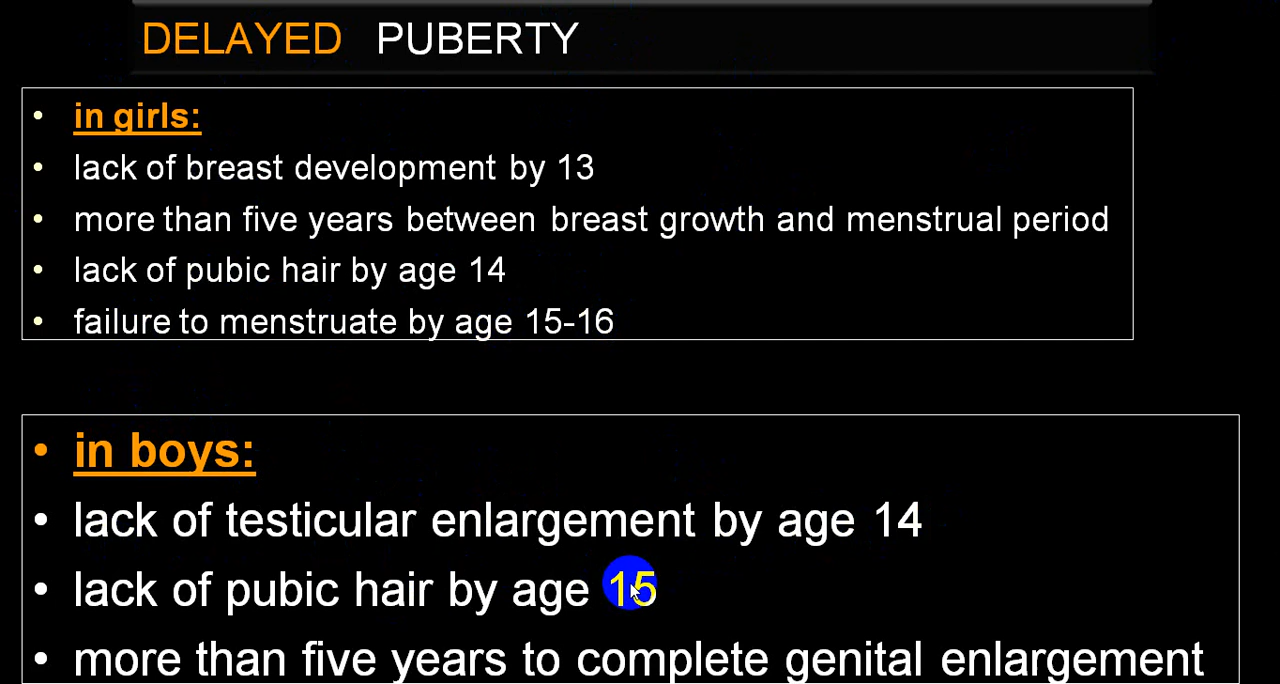 DELAYED PUBERTY
• in girls:
• lack of breast development by 13
• more than five years between breast growth and menstrual period
• lack of pubic hair by age 14
• failure to menstruate by age 15-16
• in boys:
• lack of testicular enlargement by age 14
• lack of pubic hair by age 15
• more than five years to complete genital enlargement